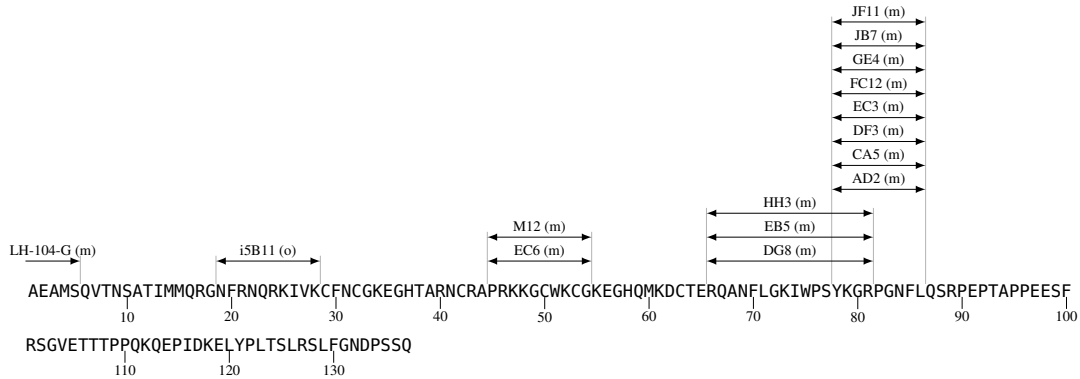 JF11 (m)
JB7 (m)
GE4 (m)
FC12 (m)
EC3 (m)
DF3 (m)
CA5 (m)
AD2 (m)
HH3 (m)
M12 (m) EB5 (m)
LH-104-G (m) i5B11 (o) EC6 (m) DG8 (m)
AEAMSQVTNSATIMMQRGNFRNQRKIVKCFNCGKEGHTARNCRAPRKKGCWKCGKEGHQMKDCTERQANFLGKIWPSYKGRPGNFLQSRPEPTAPPEESF
10 20 30 40 50 60 70 80 90 100
RSGVETTTPPQKQEPIDKELYPLTSLRSLFGNDPSSQ
110 120 130